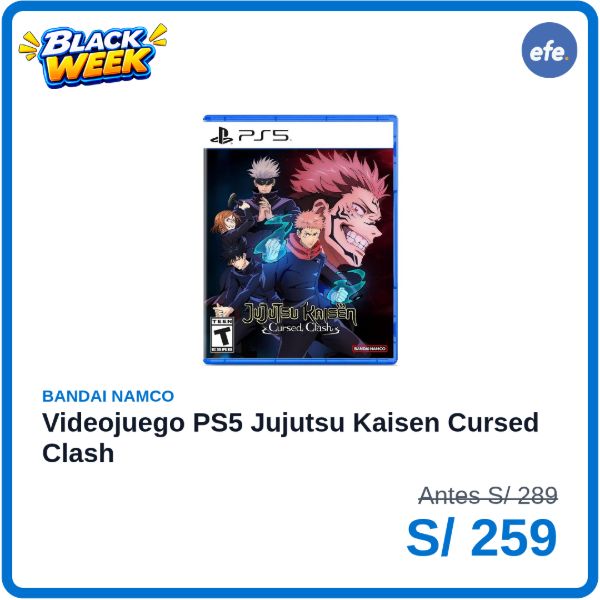 BLACK
WEEK
efe.
PS5
JUJUTSU KAISEN
Cursed Clash
TEEN
T
ESRB
BANDAI NAMCO
BANDAI NAMCO
Videojuego PS5 Jujutsu Kaisen Cursed
Clash
Antes S/ 289
S/ 259